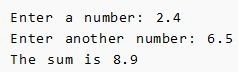 Enter a number: 2.4
Enter another number: 6.5
The sum is 8.9